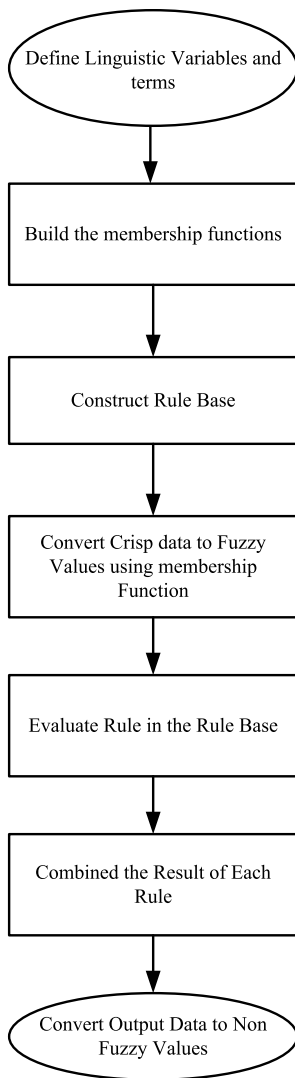 Define Linguistic Variables and
terms
Build the membership functions
Construct Rule Base
Convert Crisp data to Fuzzy
Values using membership
Function
Evaluate Rule in the Rule Base
Combined the Result of Each
Rule
Convert Output Data to Non
Fuzzy Values